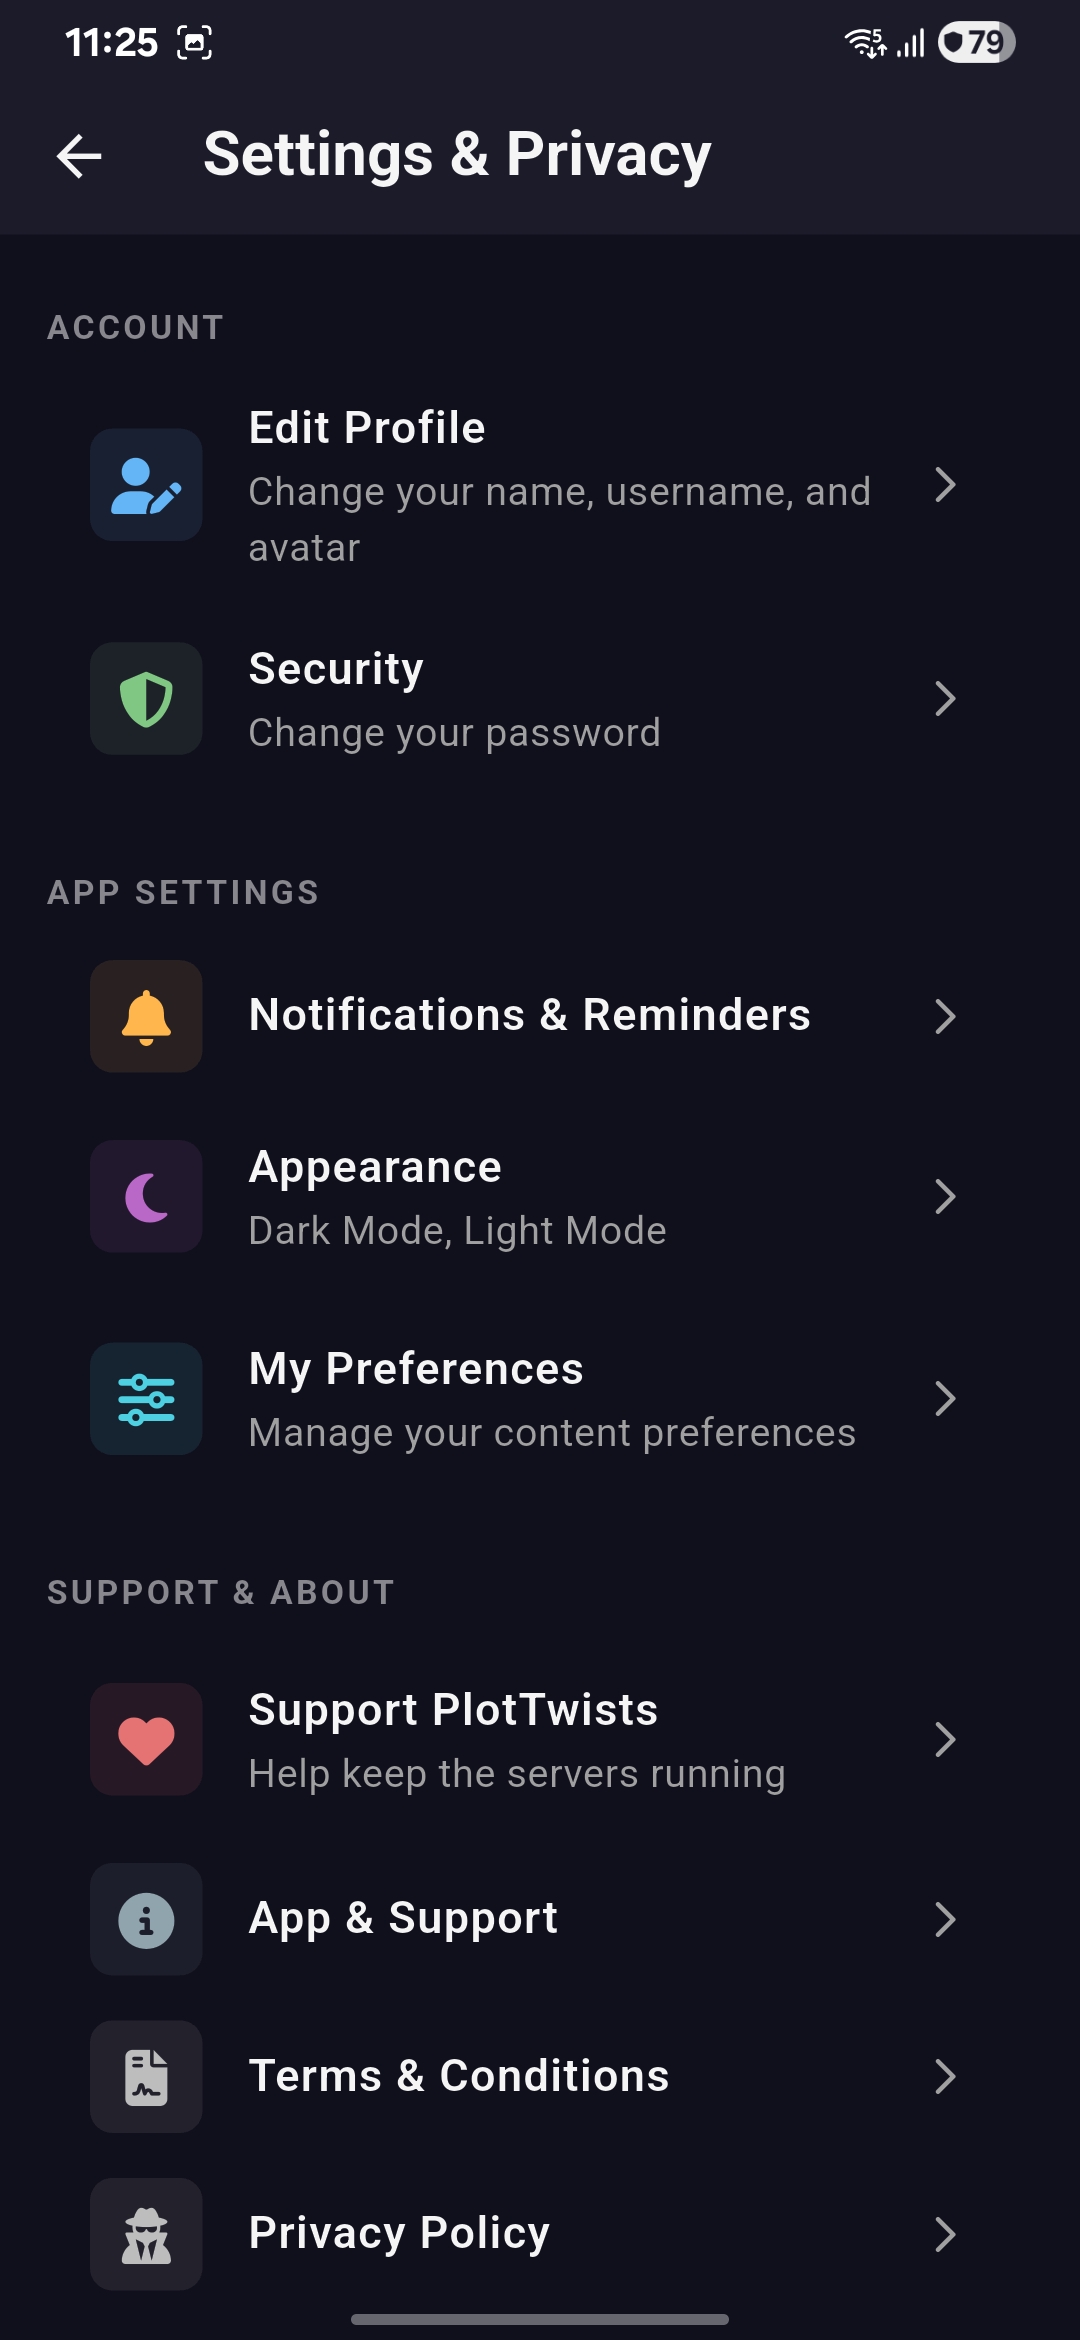 11:25
5
79
Settings & Privacy
ACCOUNT
Edit Profile
Change your name, username, and
avatar
Security
Change your password
APP SETTINGS
Notifications & Reminders
Appearance
Dark Mode, Light Mode
My Preferences
Manage your content preferences
SUPPORT & ABOUT
Support PlotTwists
Help keep the servers running
App & Support
Terms & Conditions
Privacy Policy